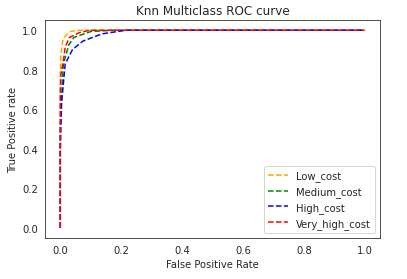 Knn Multiclass ROC curve
True Positive rate
1.0
0.8
0.6
0.4
0.2
0.0
Low_cost
Medium_cost
High_cost
Very_high_cost
0.0 0.2 0.4 0.6 0.8 1.0
False Positive Rate